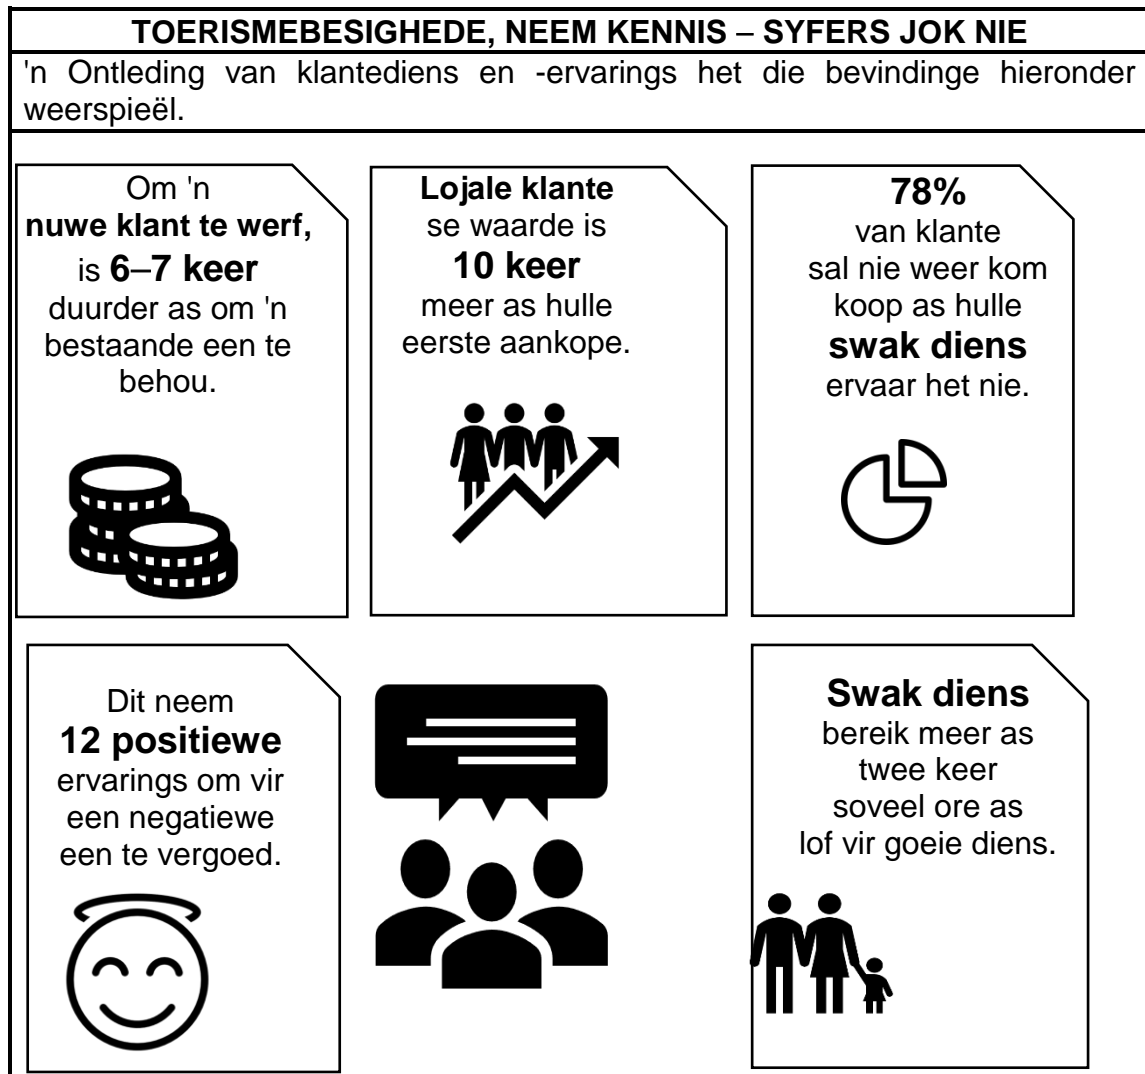 TOERISMEBESIGHEDE, NEEM KENNIS – SYFERS JOK NIE
'n Ontleding van klantediens en -ervarings het die bevindinge hieronder
weerspieël.
Om 'n
nuwe klant te werf,
is 6–7 keer
duurder as om 'n
bestaande een te
behou.
Lojale klante
se waarde is
10 keer
meer as hulle
eerste aankope.
78%
van klante
sal nie weer kom
koop as hulle
swak diens
ervaar het nie.
Dit neem
12 positiewe
ervarings om vir
een negatiewe
een te vergoed.
Swak diens
bereik meer as
twee keer
soveel ore as
lof vir goeie diens.